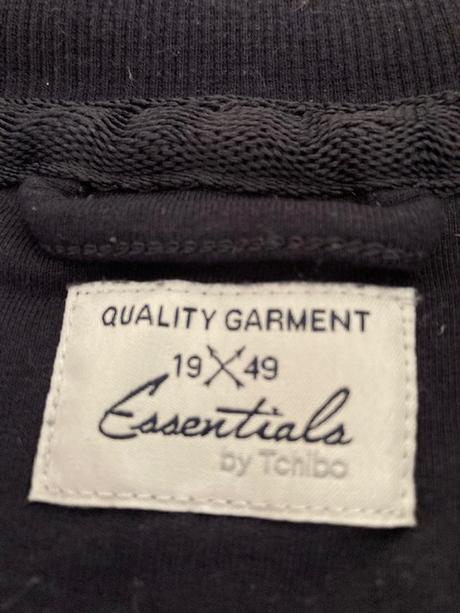 QUALITY GARMENT
19 49
Essentials
by Tchibo